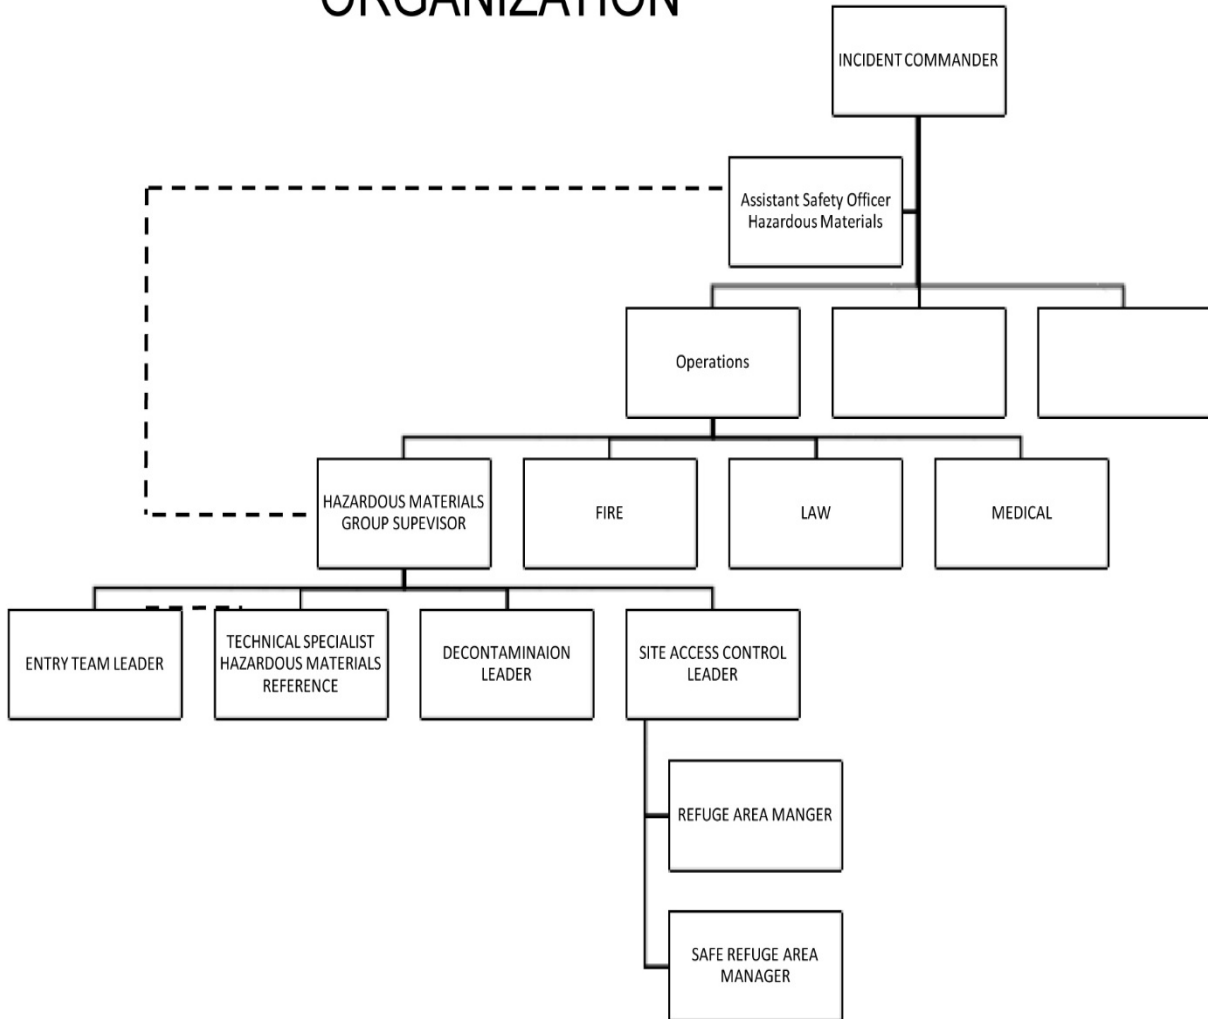 ORGANIZATION
INCIDENT COMMANDER
Assistant Safety Officer
Hazardous Materials
Operations
HAZARDOUS MATERIALS
GROUP SUPEVISOR
FIRE
LAW
MEDICAL
ENTRY TEAM LEADER
TECHNICAL SPECIALIST
HAZARDOUS MATERIALS
REFERENCE
DECONTAMINAION
LEADER
SITE ACCESS CONTROL
LEADER
REFUGE AREA MANGER
SAFE REFUGE AREA
MANAGER